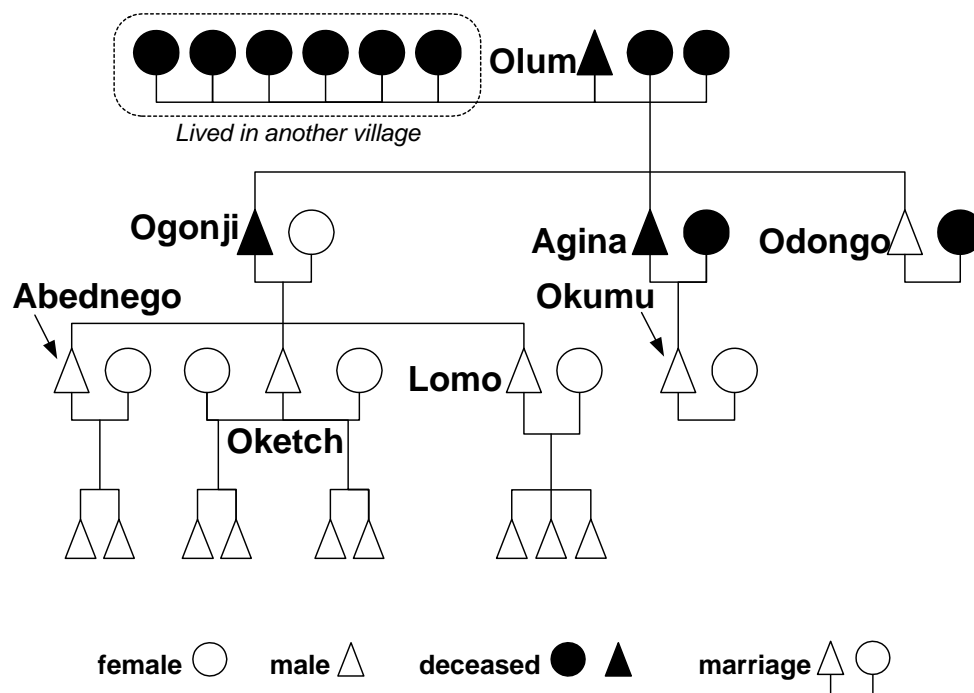 Olum
Lived in another village
Ogonji
Agina
Odongo
Abednego
Okumu
Lomo
Oketch
female
male
deceased
marriage